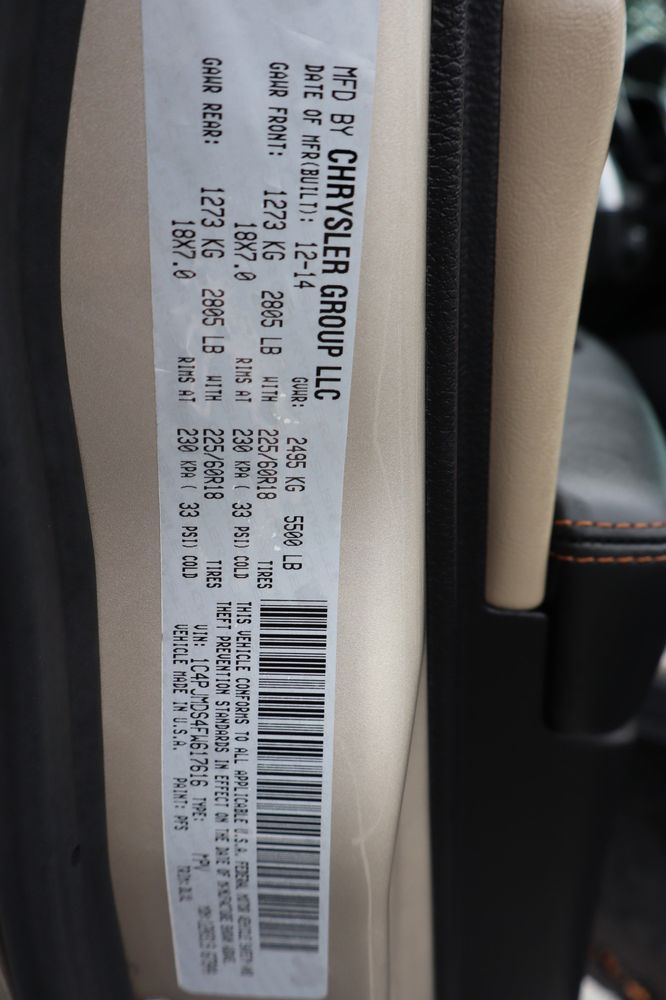 MFD BY CHRYSLER GROUP LLC
DATE OF MFR(BUILT): 12-14 GVWR: 2495 KG 5500 LB
GAWR FRONT: 1273 KG 2805 LB WITH 225/60R18 TIRES
18X7.0 RIMS AT 230 KPA ( 33 PSI) COLD
GAWR REAR: 1273 KG 2805 LB WITH 225/60R18 TIRES
18X7.0 RIMS AT 230 KPA ( 33 PSI) COLD
THIS VEHICLE CONFORMS TO ALL APPLICABLE U.S.A. FEDERAL MOTOR VEHICLE SAFETY AND
THEFT PREVENTION STANDARDS IN EFFECT ON THE DATE OF MANUFACTURE SHOWN ABOVE.
VIN: 1C4PJMDS4FW617616 TYPE: MPV
VEHICLE MADE IN U.S.A. PAINT: PFS TRIM: